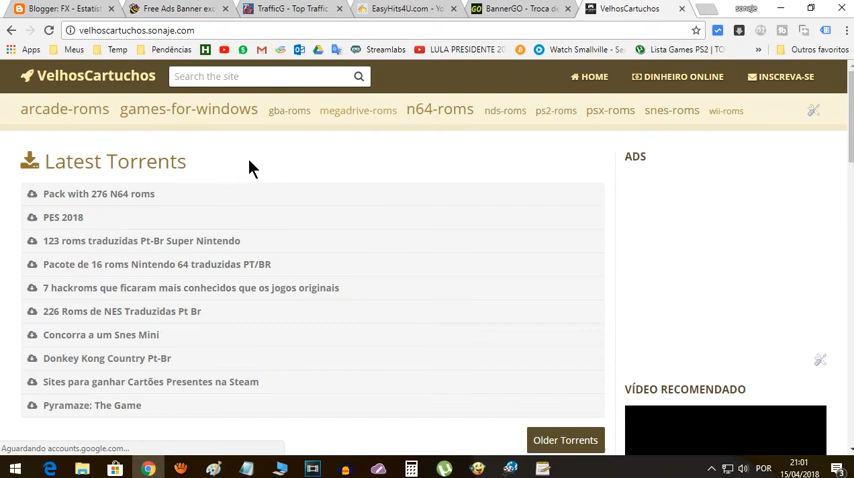 Blogger: FX - Estatís
Free Ads Banner exc
TrafficG - Top Traffic
EasyHits4U.com - Yo
BannerGO - Troca de
VelhosCartuchos
sonaje
velhoscartuchos.sonaje.com
Apps
Meus
Temp
Pendências
Streamlabs
LULA PRESIDENTE 20
Watch Smallville - Se
Lista Games PS2 | TO
Outros favoritos
VelhosCartuchos
Search the site
HOME
DINHEIRO ONLINE
INSCREVA-SE
arcade-roms games-for-windows gba-roms megadrive-roms n64-roms nds-roms ps2-roms psx-roms snes-roms wii-roms
Latest Torrents
ADS
Pack with 276 N64 roms
PES 2018
123 roms traduzidas Pt-Br Super Nintendo
Pacote de 16 roms Nintendo 64 traduzidas PT/BR
7 hackroms que ficaram mais conhecidos que os jogos originais
226 Roms de NES Traduzidas Pt Br
Concorra a um Snes Mini
Donkey Kong Country Pt-Br
Sites para ganhar Cartões Presentes na Steam
VÍDEO RECOMENDADO
Pyramaze: The Game
Older Torrents
Aguardando accounts.google.com...
POR
21:01
15/04/2018
3